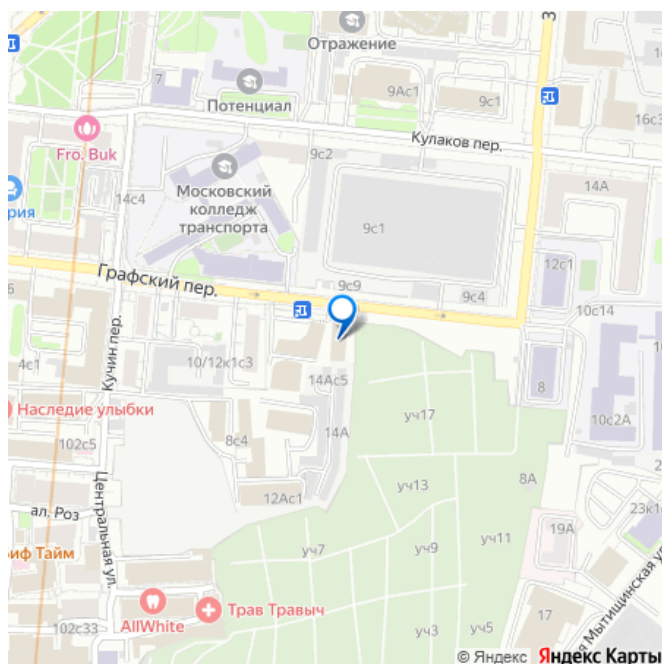 Отражение
З
7
9Ас1
9с1
16с3
Потенциал
Кулаков пер.
Fro. Buk
9с2
14с4
Московский
колледж
транспорта
14А
рия
9с1
12с1
Графский пер.
9с9
9с4
10с14
6
Кучин пер.
10/12к1с3
4с1
14Ас5
8
Наследие улыбки
уч17
14А
10с2А
102с5
8с4
8А
уч13
12Ас1
23к1
ал. Роз
19А
Центральная ул.
уч11
уч7
уч9
иф Тайм
AllWhite
Трав Травыч
17
я Мытищинская у
102с33
уч3
уч5
© Яндекс Яндекс Карты